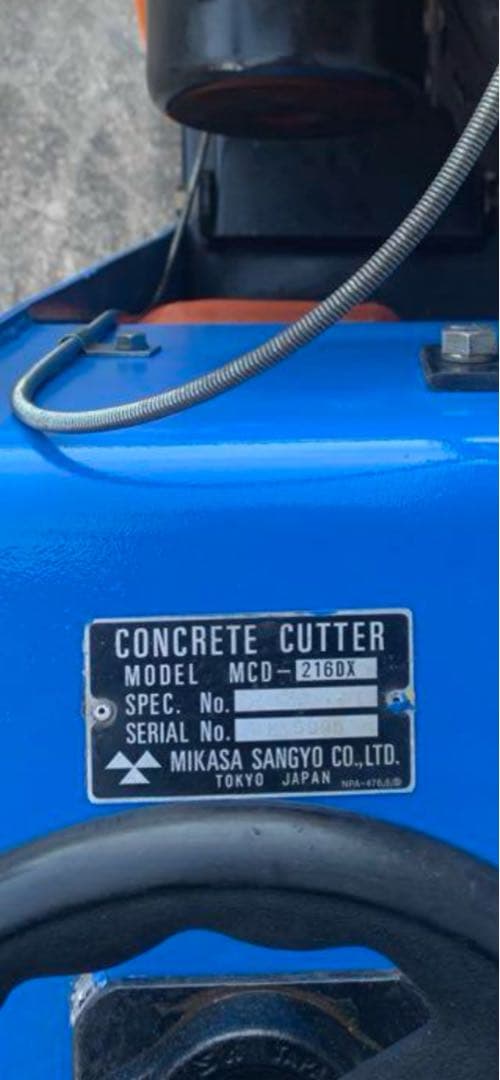 CONCRETE CUTTER
MODEL MCD-216DX
SPEC. No.
SERIAL No.
MIKASA SANGYO CO.,LTD.
TOKYO JAPAN